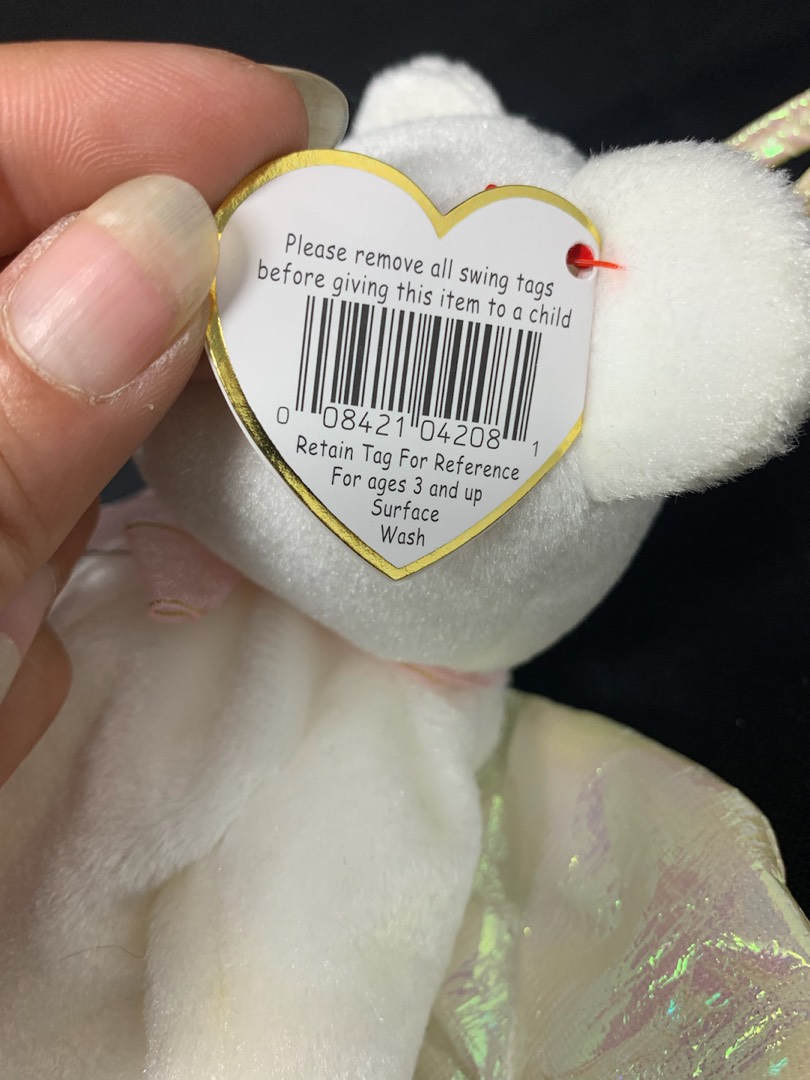 Please remove all swing tags
before giving this item to a child
0 08421 04208 1
Retain Tag For Reference
For ages 3 and up
Surface
Wash